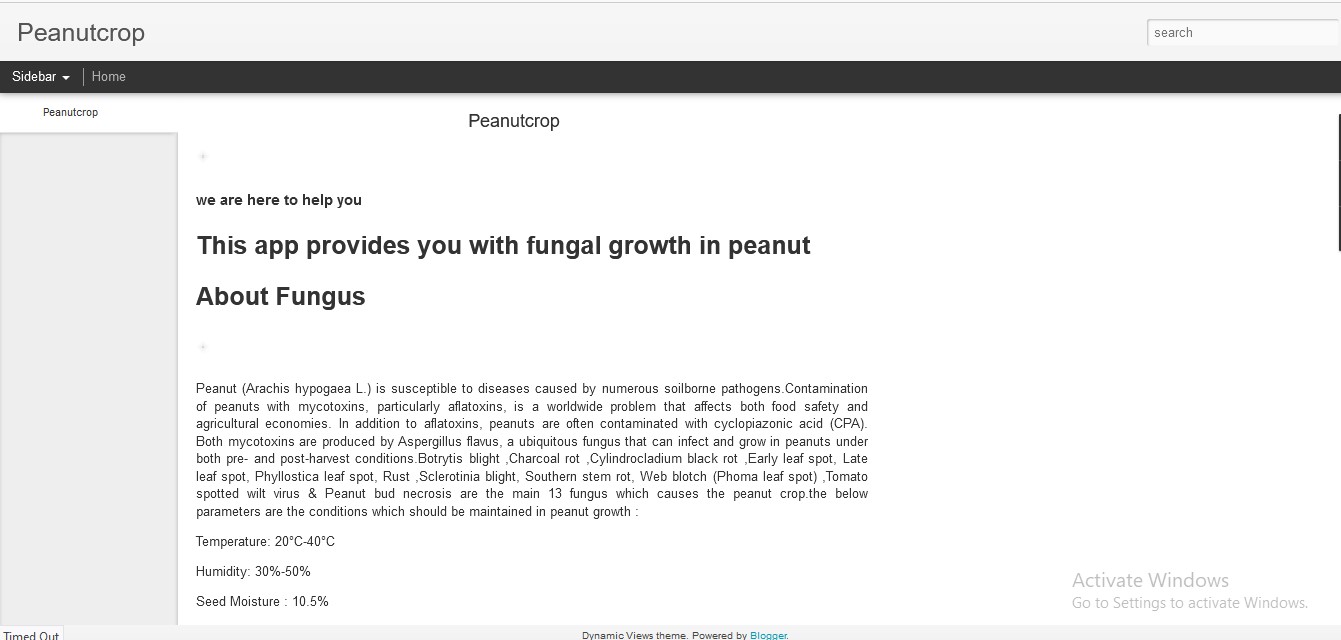 Peanutcrop
search
Sidebar
Home
Peanutcrop
Peanutcrop
we are here to help you
This app provides you with fungal growth in peanut
About Fungus
Peanut (Arachis hypogaea L.) is susceptible to diseases caused by numerous soilborne pathogens.Contamination
of peanuts with mycotoxins, particularly aflatoxins, is a worldwide problem that affects both food safety and
agricultural economies. In addition to aflatoxins, peanuts are often contaminated with cyclopiazonic acid (CPA).
Both mycotoxins are produced by Aspergillus flavus, a ubiquitous fungus that can infect and grow in peanuts under
both pre- and post-harvest conditions.Botrytis blight ,Charcoal rot ,Cylindrocladium black rot ,Early leaf spot, Late
leaf spot, Phyllostica leaf spot, Rust ,Sclerotinia blight, Southern stem rot, Web blotch (Phoma leaf spot) ,Tomato
spotted wilt virus & Peanut bud necrosis are the main 13 fungus which causes the peanut crop.the below
parameters are the conditions which should be maintained in peanut growth :
Temperature: 20°C-40°C
Humidity: 30%-50%
Seed Moisture : 10.5%
Activate Windows
Go to Settings to activate Windows.
Timed Out
Dynamic Views theme. Powered by Blogger.